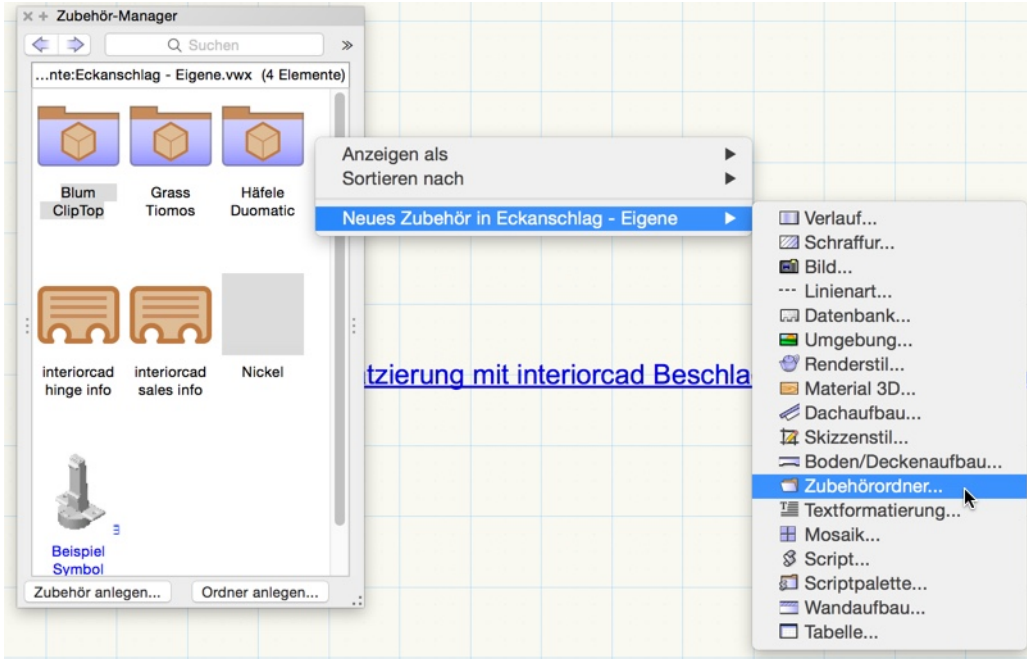 Zubehör-Manager
Suchen
...nte:Eckanschlag - Eigene.vwx (4 Elemente)
Blum
ClipTop
Grass
Tiomos
Häfele
Duomatic
interiorcad
hinge info
interiorcad
sales info
Nickel
Beispiel
Symbol
Zubehör anlegen...
Ordner anlegen...
Anzeigen als
Sortieren nach
Neues Zubehör in Eckanschlag - Eigene
tzierung mit interiorcad Beschla
Verlauf...
Schraffur...
Bild...
Linienart...
Datenbank...
Umgebung...
Renderstil...
Material 3D...
Dachaufbau...
Skizzenstil...
Boden/Deckenaufbau...
Zubehörordner...
Textformatierung...
Mosaik...
Script...
Scriptpalette...
Wandaufbau...
Tabelle...